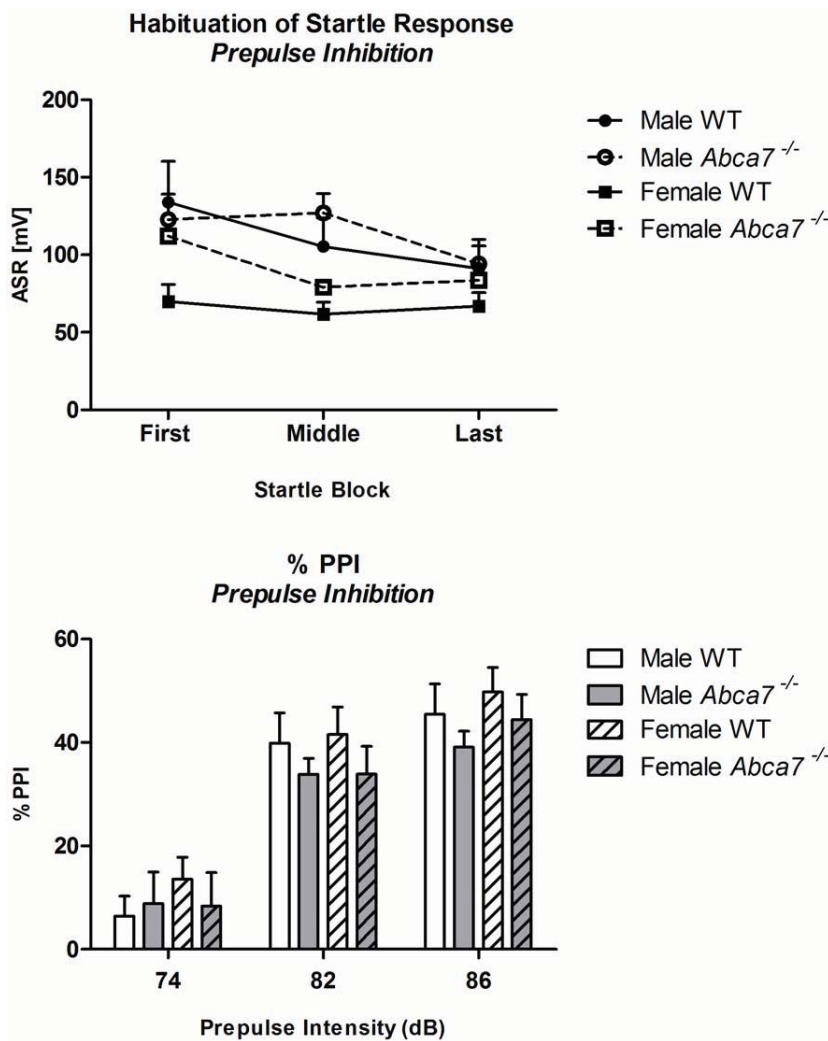 Habituation of Startle Response
Prepulse Inhibition
200
150
100
50
0
ASR [mV]
First Middle Last
Startle Block
Male WT
Male Abca7 -/-
Female WT
Female Abca7 -/-
% PPI
Prepulse Inhibition
60
40
20
0
% PPI
74 82 86
Prepulse Intensity (dB)
Male WT
Male Abca7 -/-
Female WT
Female Abca7 -/-